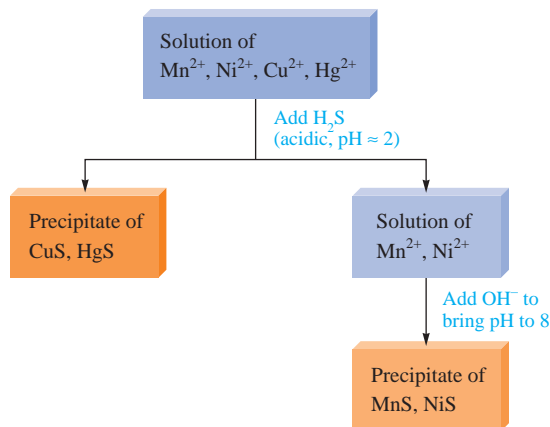 Solution of
Mn²⁺, Ni²⁺, Cu²⁺, Hg²⁺
Add H₂S
(acidic, pH ≈ 2)
Precipitate of
CuS, HgS
Solution of
Mn²⁺, Ni²⁺
Add OH⁻ to
bring pH to 8
Precipitate of
MnS, NiS